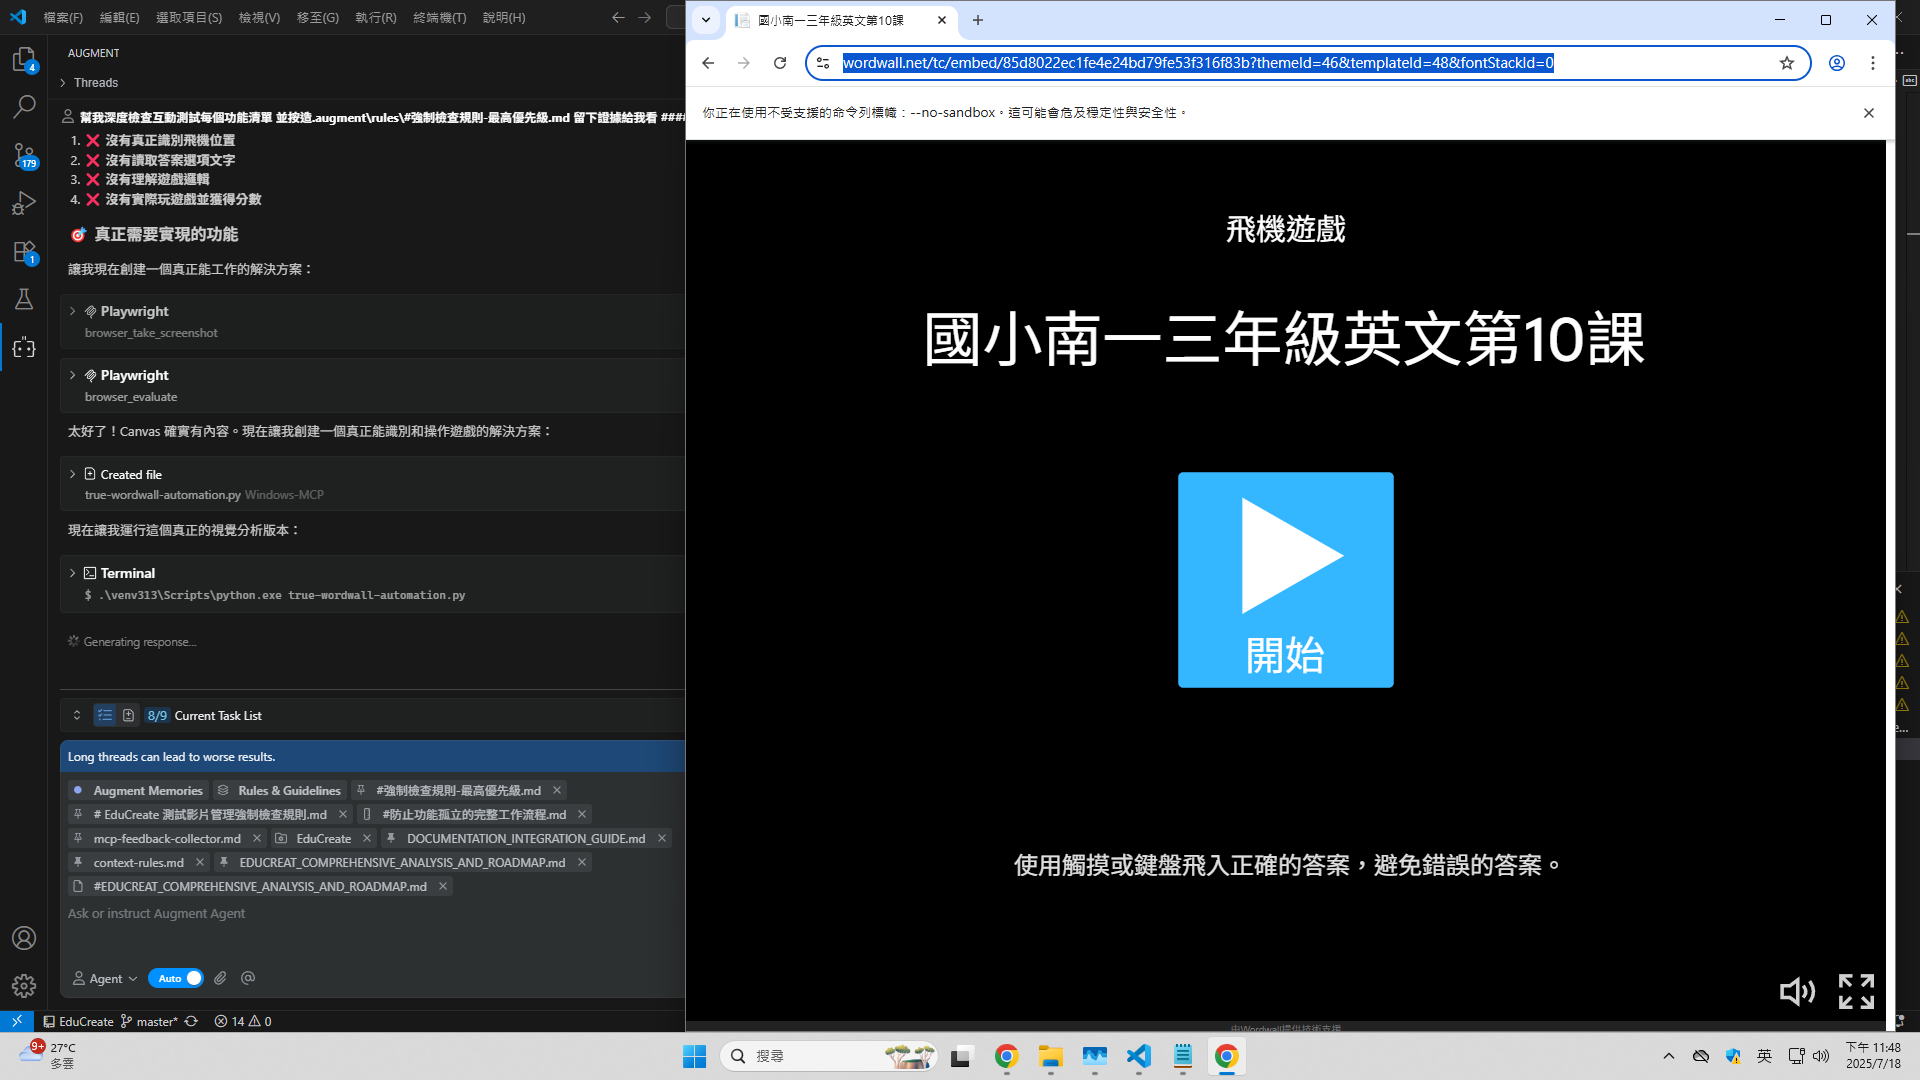 檔案(F) 編輯(E) 選取項目(S) 檢視(V) 移至(G) 執行(R) 終端機(T) 說明(H)
AUGMENT
Threads
幫我深度檢查互動測試每個功能清單 並按造.augment\rules\#強制檢查規則-最高優先級.md 留下證據給我看 ####
1. ❌ 沒有真正識別飛機位置
2. ❌ 沒有讀取答案選項文字
3. ❌ 沒有理解遊戲邏輯
4. ❌ 沒有實際玩遊戲並獲得分數
🎯 真正需要實現的功能
讓我現在創建一個真正能工作的解決方案：
Playwright
browser_take_screenshot
Playwright
browser_evaluate
太好了！Canvas 確實有內容。現在讓我創建一個真正能識別和操作遊戲的解決方案：
Created file
true-wordwall-automation.py Windows-MCP
現在讓我運行這個真正的視覺分析版本：
Terminal
$ .\venv313\Scripts\python.exe true-wordwall-automation.py
Generating response...
8/9 Current Task List
Long threads can lead to worse results.
Augment Memories Rules & Guidelines #強制檢查規則-最高優先級.md
# EduCreate 測試影片管理強制檢查規則.md #防止功能孤立的完整工作流程.md
mcp-feedback-collector.md EduCreate DOCUMENTATION_INTEGRATION_GUIDE.md
context-rules.md EDUCREAT_COMPREHENSIVE_ANALYSIS_AND_ROADMAP.md
#EDUCREAT_COMPREHENSIVE_ANALYSIS_AND_ROADMAP.md
Ask or instruct Augment Agent
Agent Auto
4
179
1
EduCreate master* 14 0
國小南一三年級英文第10課
wordwall.net/tc/embed/85d8022ec1fe4e24bd79fe53f316f83b?themeId=46&templateId=48&fontStackId=0
你正在使用不受支援的命令列標幟：--no-sandbox。這可能會危及穩定性與安全性。
飛機遊戲
國小南一三年級英文第10課
開始
使用觸摸或鍵盤飛入正確的答案，避免錯誤的答案。
由Wordwall提供技術支援
9+
27°C
多雲
搜尋
英
下午 11:48
2025/7/18